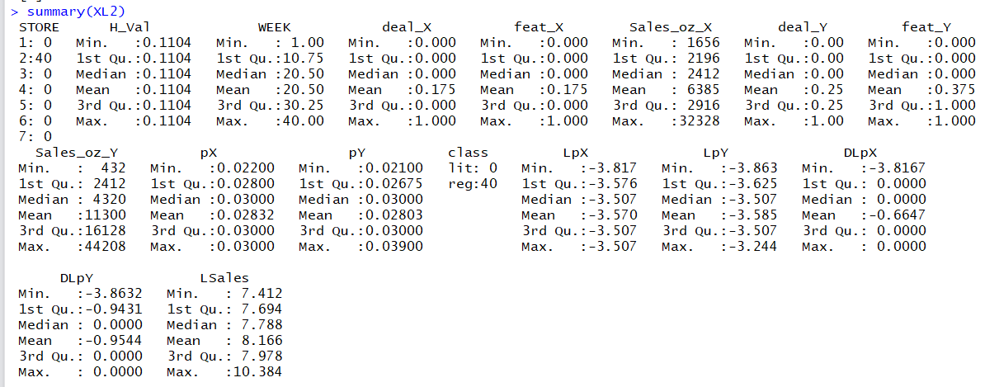 > summary(XL2)
STORE H_Val WEEK deal_X feat_X Sales_oz_X deal_Y feat_Y
1: 0 Min. :0.1104 Min. : 1.00 Min. :0.000 Min. :0.000 Min. : 1656 Min. :0.00 Min. :0.000
2:40 1st Qu.:0.1104 1st Qu.:10.75 1st Qu.:0.000 1st Qu.:0.000 1st Qu.: 2196 1st Qu.:0.00 1st Qu.:0.000
3: 0 Median :0.1104 Median :20.50 Median :0.000 Median :0.000 Median : 2412 Median :0.00 Median :0.000
4: 0 Mean :0.1104 Mean :20.50 Mean :0.175 Mean :0.175 Mean : 6385 Mean :0.25 Mean :0.375
5: 0 3rd Qu.:0.1104 3rd Qu.:30.25 3rd Qu.:0.000 3rd Qu.:0.000 3rd Qu.: 2916 3rd Qu.:0.25 3rd Qu.:1.000
6: 0 Max. :0.1104 Max. :40.00 Max. :1.000 Max. :1.000 Max. :32328 Max. :1.00 Max. :1.000
7: 0
Sales_oz_Y pX pY class LpX LpY DLpX
Min. : 432 Min. :0.02200 Min. :0.02100 lit: 0 Min. :-3.817 Min. :-3.863 Min. :-3.8167
1st Qu.: 2412 1st Qu.:0.02800 1st Qu.:0.02675 reg:40 1st Qu.:-3.576 1st Qu.:-3.625 1st Qu.: 0.0000
Median : 4320 Median :0.03000 Median :0.03000 Median :-3.507 Median :-3.507 Median : 0.0000
Mean :11300 Mean :0.02832 Mean :0.02803 Mean :-3.570 Mean :-3.585 Mean :-0.6647
3rd Qu.:16128 3rd Qu.:0.03000 3rd Qu.:0.03000 3rd Qu.:-3.507 3rd Qu.:-3.507 3rd Qu.: 0.0000
Max. :44208 Max. :0.03000 Max. :0.03900 Max. :-3.507 Max. :-3.244 Max. : 0.0000
DLpY LSales
Min. :-3.8632 Min. : 7.412
1st Qu.:-0.9431 1st Qu.: 7.694
Median : 0.0000 Median : 7.788
Mean :-0.9544 Mean : 8.166
3rd Qu.: 0.0000 3rd Qu.: 7.978
Max. : 0.0000 Max. :10.384